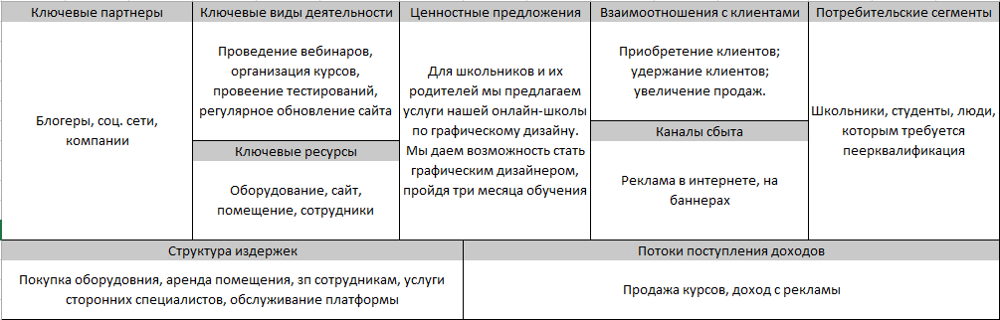 Ключевые партнеры
Блогеры, соц. сети,
компании
Ключевые виды деятельности
Проведение вебинаров,
организация курсов,
провеение тестирований,
регулярное обновление сайта
Ключевые ресурсы
Оборудование, сайт,
помещение, сотрудники
Ценностные предложения
Для школьников и их
родителей мы предлагаем
услуги нашей онлайн-школы
по графическому дизайну.
Мы даем возможность стать
графическим дизайнером,
пройдя три месяца обучения
Взаимоотношения с клиентами
Приобретение клиентов;
удержание клиентов;
увеличение продаж.
Каналы сбыта
Реклама в интернете, на
баннерах
Потребительские сегменты
Школьники, студенты, люди,
которым требуется
пеерквалификация
Структура издержек
Покупка оборудовния, аренда помещения, зп сотрудникам, услуги
сторонних специалистов, обслуживание платформы
Потоки поступления доходов
Продажа курсов, доход с рекламы